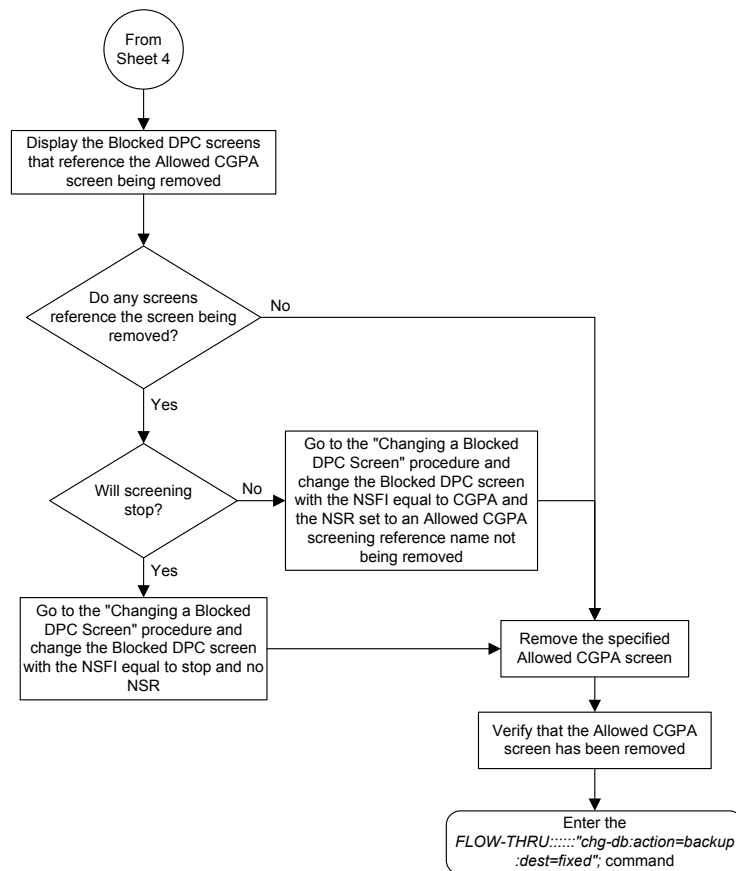 From
Sheet 4
Display the Blocked DPC screens
that reference the Allowed CGPA
screen being removed
Do any screens
reference the screen being
removed?
No
Yes
Will screening
stop?
No
Go to the "Changing a Blocked
DPC Screen" procedure and
change the Blocked DPC screen
with the NSFI equal to CGPA and
the NSR set to an Allowed CGPA
screening reference name not
being removed
Yes
Go to the "Changing a Blocked
DPC Screen" procedure and
change the Blocked DPC screen
with the NSFI equal to stop and no
NSR
Remove the specified
Allowed CGPA screen
Verify that the Allowed CGPA
screen has been removed
Enter the
FLOW-THRU::::::"chg-db:action=backup
:dest=fixed"; command